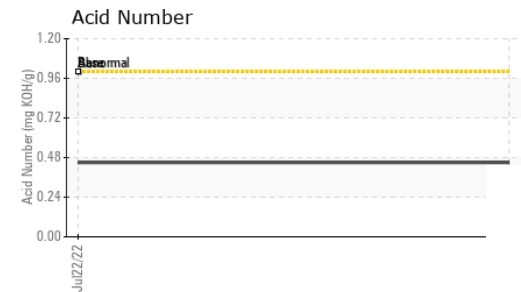 Acid Number
Acid Number (mg KOH/g)
1.20
0.96
0.72
0.48
0.24
0.00
Abnormal
Jul22/22